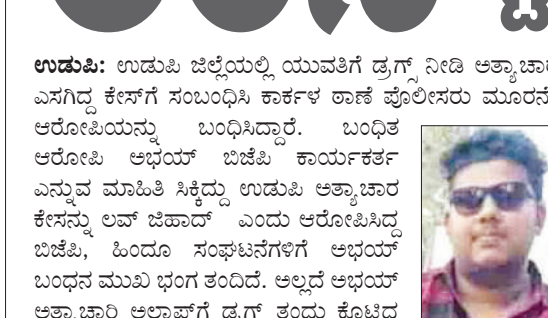 ಉಡುಪಿ: ಉಡುಪಿ ಜಿಲ್ಲೆಯಲ್ಲಿ ಯುವತಿಗೆ ಡ್ರಗ್ಸ್ ನೀಡಿ ಅತ್ಯಾಚಾರ
ಎಸಗಿದ್ದ ಕೇಸ್‌ಗೆ ಸಂಬಂಧಿಸಿ ಕಾರ್ಕಳ ಠಾಣೆ ಪೊಲೀಸರು ಮೂರನೇ
ಆರೋಪಿಯನ್ನು ಬಂಧಿಸಿದ್ದಾರೆ. ಬಂಧಿತ
ಆರೋಪಿ ಅಭಯ್ ಬಿಜೆಪಿ ಕಾರ್ಯಕರ್ತ
ಎನ್ನುವ ಮಾಹಿತಿ ಸಿಕ್ಕಿದ್ದು ಉಡುಪಿ ಅತ್ಯಾಚಾರ
ಕೇಸನ್ನು ಲವ್ ಜಿಹಾದ್ ಎಂದು ಆರೋಪಿಸಿದ್ದ
ಬಿಜೆಪಿ, ಹಿಂದೂ ಸಂಘಟನೆಗಳಿಗೆ ಅಭಯ್
ಬಂಧನ ಮುಖ ಭಂಗ ತಂದಿದೆ. ಅಲ್ಲದೆ ಅಭಯ್
ಅತ್ಯಾಚಾರಿ ಅಲ್ತಾಫ್‌ಗೆ ಡ್ರಗ್ ತಂದು ಕೊಟ್ಟಿದ್ದ